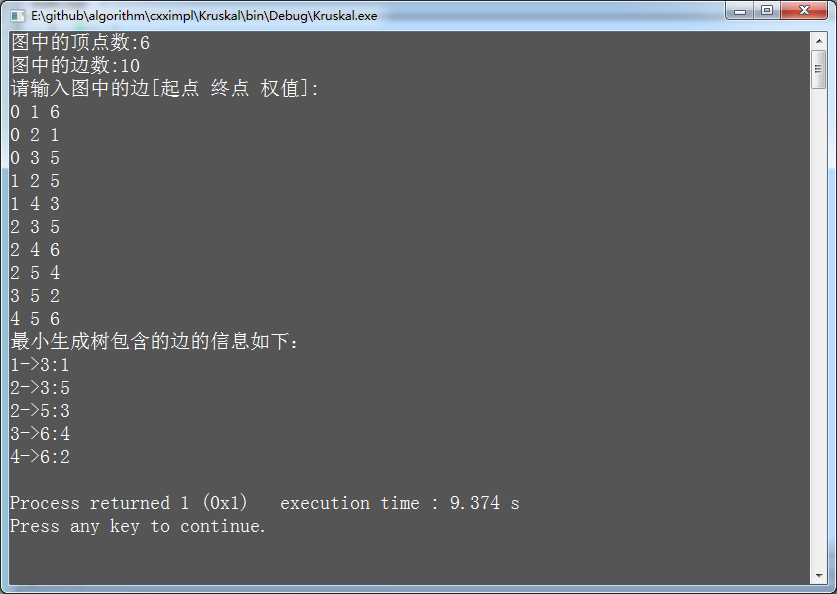 E:\github\algorithm\cxximpl\Kruskal\bin\Debug\Kruskal.exe
图中的顶点数:6
图中的边数:10
请输入图中的边[起点 终点 权值]:
0 1 6
0 2 1
0 3 5
1 2 5
1 4 3
2 3 5
2 4 6
2 5 4
3 5 2
4 5 6
最小生成树包含的边的信息如下:
1->3:1
2->3:5
2->5:3
3->6:4
4->6:2
Process returned 1 (0x1)   execution time : 9.374 s
Press any key to continue.